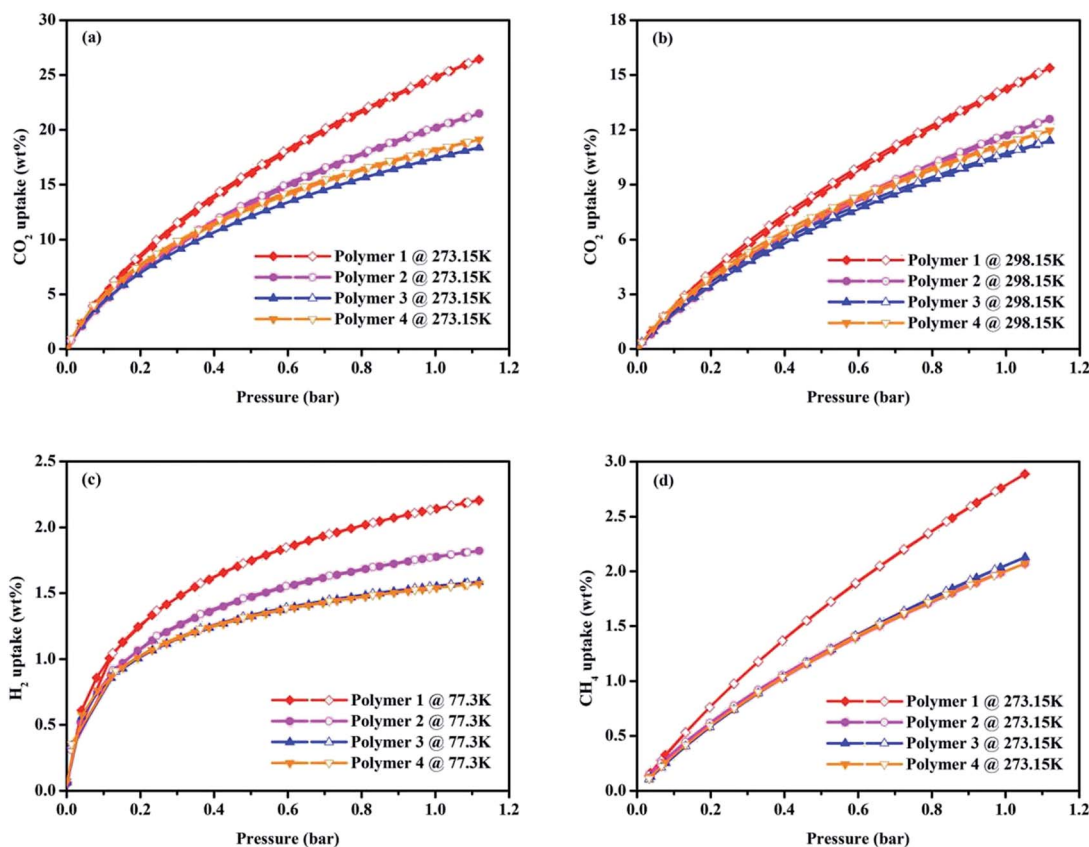 (a)
30
25
20
15
10
5
0
CO2 uptake (wt%)
Polymer 1 @ 273.15K
Polymer 2 @ 273.15K
Polymer 3 @ 273.15K
Polymer 4 @ 273.15K
0.0 0.2 0.4 0.6 0.8 1.0 1.2
Pressure (bar)
(b)
18
15
12
9
6
3
0
CO2 uptake (wt%)
Polymer 1 @ 298.15K
Polymer 2 @ 298.15K
Polymer 3 @ 298.15K
Polymer 4 @ 298.15K
0.0 0.2 0.4 0.6 0.8 1.0 1.2
Pressure (bar)
(c)
2.5
2.0
1.5
1.0
0.5
0.0
H2 uptake (wt%)
Polymer 1 @ 77.3K
Polymer 2 @ 77.3K
Polymer 3 @ 77.3K
Polymer 4 @ 77.3K
0.0 0.2 0.4 0.6 0.8 1.0 1.2
Pressure (bar)
(d)
3.0
2.5
2.0
1.5
1.0
0.5
0.0
CH4 uptake (wt%)
Polymer 1 @ 273.15K
Polymer 2 @ 273.15K
Polymer 3 @ 273.15K
Polymer 4 @ 273.15K
0.0 0.2 0.4 0.6 0.8 1.0 1.2
Pressure (bar)